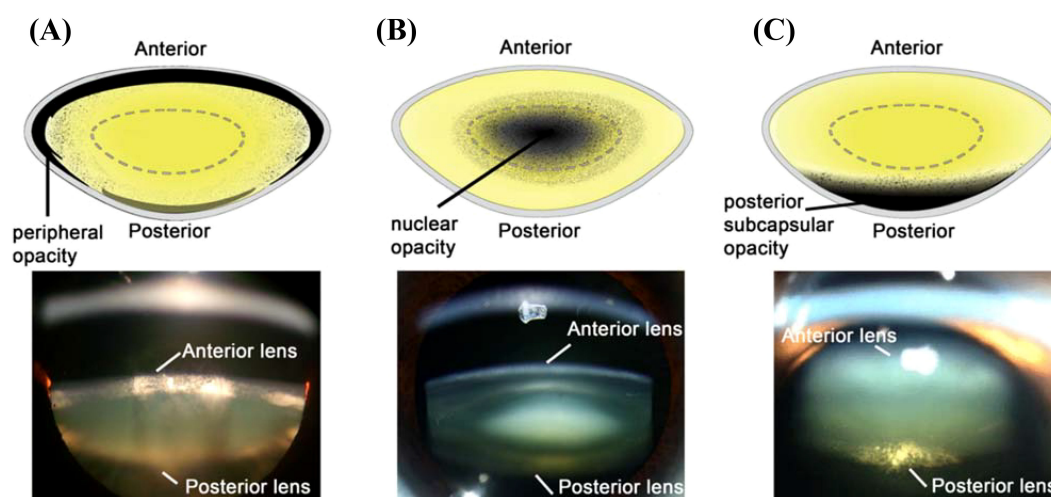 (A)
Anterior
peripheral
opacity
Posterior
Anterior lens
Posterior lens
(B)
Anterior
nuclear
opacity
Posterior
Anterior lens
Posterior lens
(C)
Anterior
posterior
subcapsular
opacity
Posterior
Anterior lens
Posterior lens